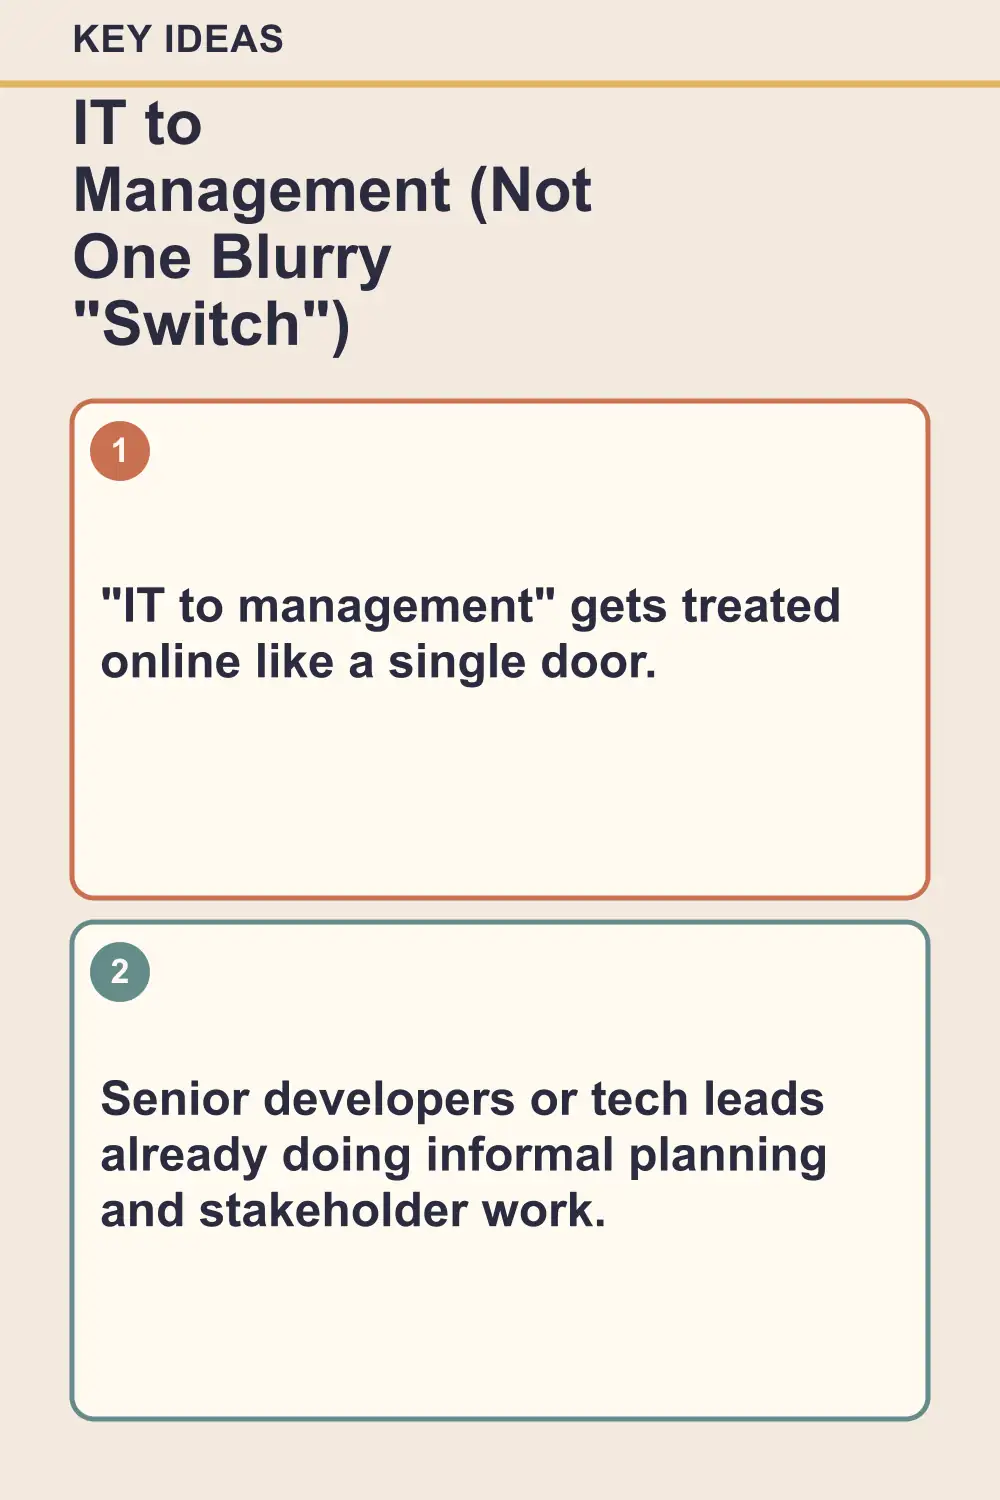 KEY IDEAS
IT to
Management (Not
One Blurry
"Switch")
1
"IT to management" gets treated
online like a single door.
2
Senior developers or tech leads
already doing informal planning
and stakeholder work.